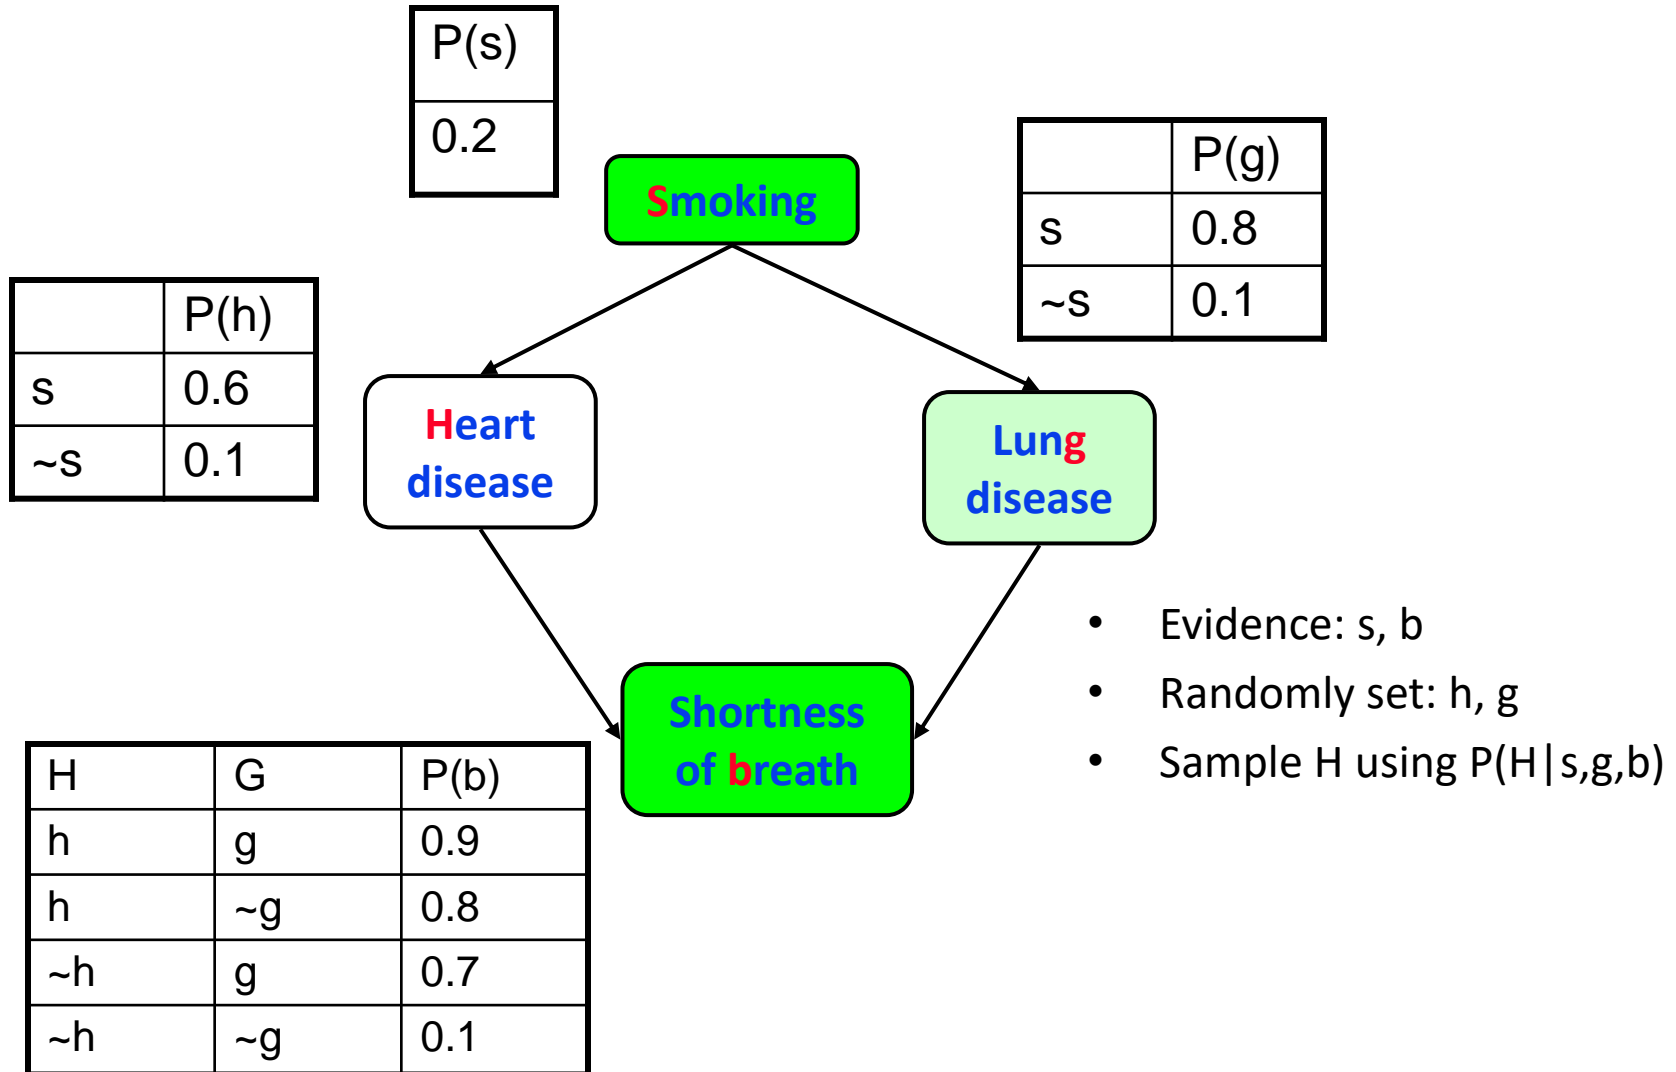 P(s)
0.2
Smoking
P(g)
s 0.8
~s 0.1
P(h)
s 0.6
~s 0.1
Heart
disease
Lung
disease
Shortness
of breath
• Evidence: s, b
• Randomly set: h, g
• Sample H using P(H|s,g,b)
H G P(b)
h g 0.9
h ~g 0.8
~h g 0.7
~h ~g 0.1